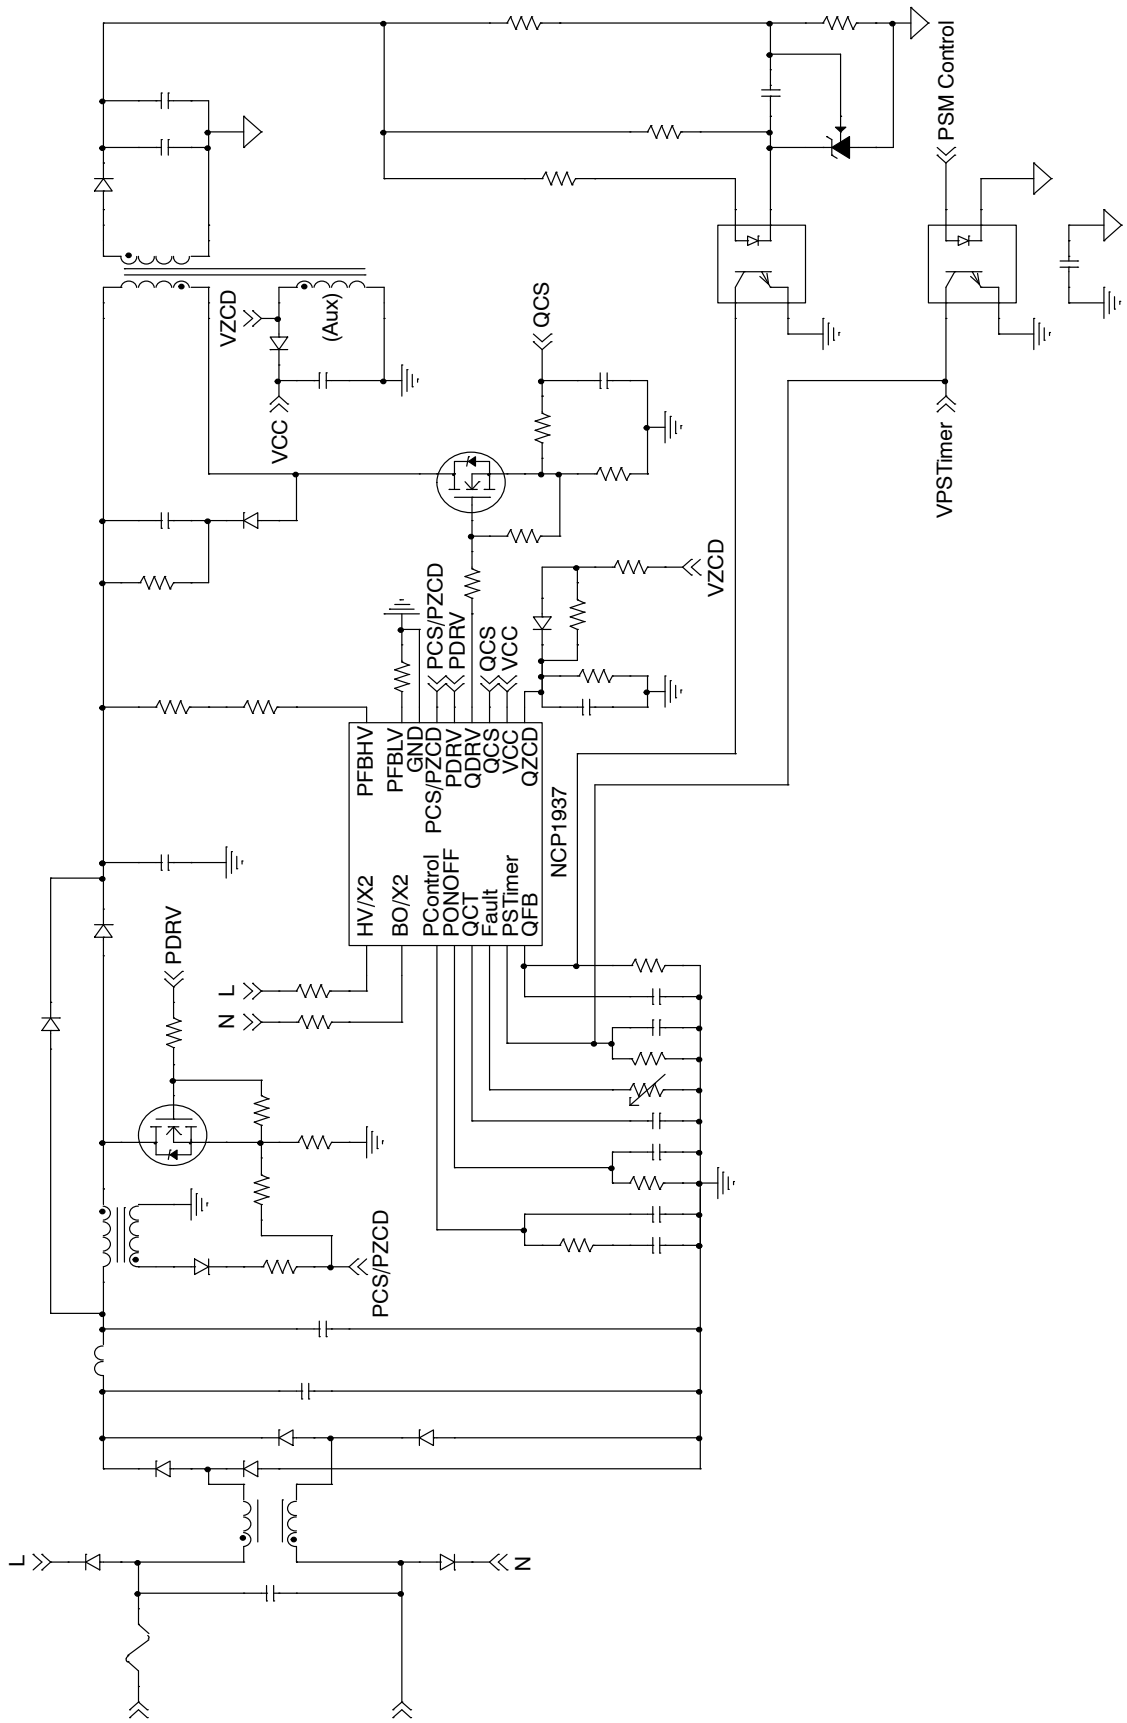 L
N
PCS/PZCD
PDRV
L
N
HV/X2
BO/X2
PControl
PONOFF
QCT
Fault
PSTimer
QFB
PFBHV
PFBLV
GND
PCS/PZCD
PDRV
QDRV
QCS
VCC
QZCD
NCP1937
PCS/PZCD
PDRV
QCS
VCC
VZCD
VCC
VZCD
(Aux)
QCS
VPSTimer
PSM Control